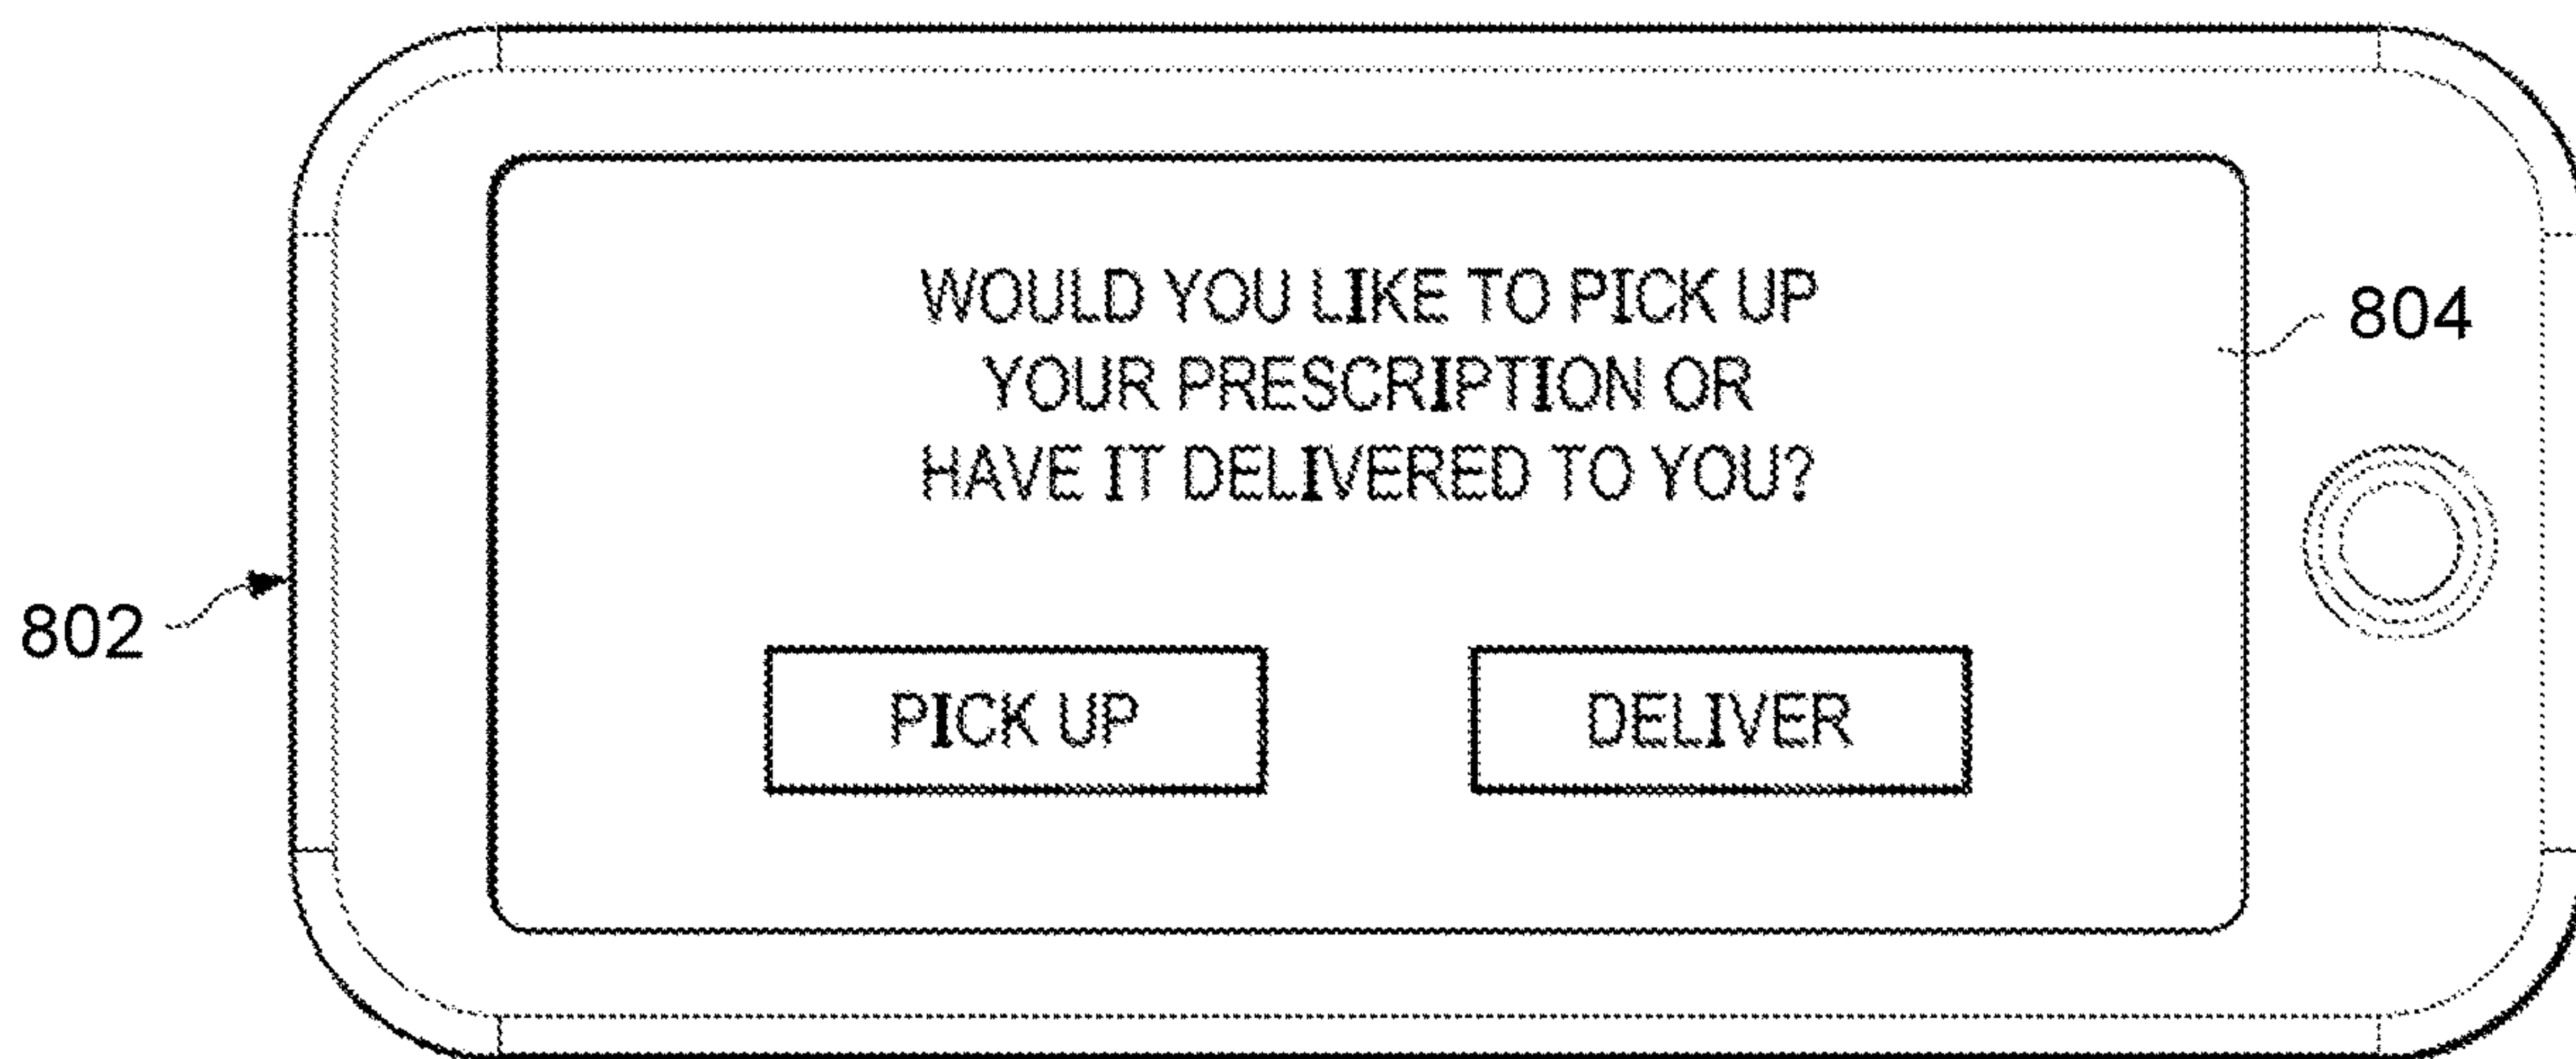 WOULD YOU LIKE TO PICK UP
YOUR PRESCRIPTION OR
HAVE IT DELIVERED TO YOU?
804
802
PICK UP
DELIVER